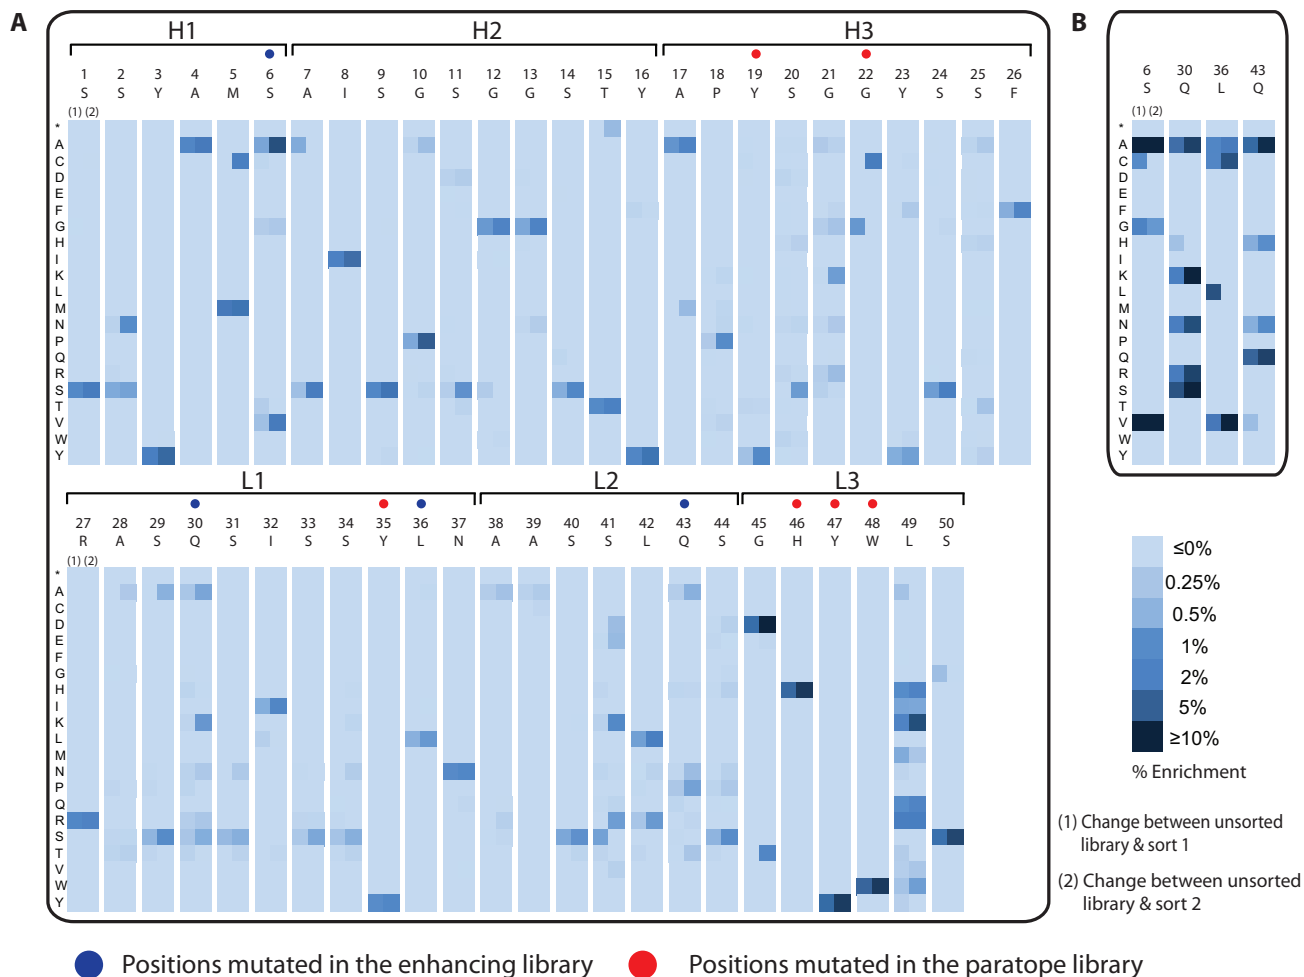 A
B
H1 H2 H3
1 2 3 4 5 6 7 8 9 10 11 12 13 14 15 16 17 18 19 20 21 22 23 24 25 26
S S Y A M S A I S G S G G S T Y A P Y S G G Y S S F
(1) (2)
*
A
C
D
E
F
G
H
I
K
L
M
N
P
Q
R
S
T
V
W
Y
6 30 36 43
S Q L Q
(1) (2)
*
A
C
D
E
F
G
H
I
K
L
M
N
P
Q
R
S
T
V
W
Y
L1 L2 L3
27 28 29 30 31 32 33 34 35 36 37 38 39 40 41 42 43 44 45 46 47 48 49 50
R A S Q S I S S Y L N A A S S L Q S G H Y W L S
(1) (2)
*
A
C
D
E
F
G
H
I
K
L
M
N
P
Q
R
S
T
V
W
Y
≤0%
0.25%
0.5%
1%
2%
5%
≥10%
% Enrichment
(1) Change between unsorted
library & sort 1
(2) Change between unsorted
library & sort 2
Positions mutated in the enhancing library
Positions mutated in the paratope library